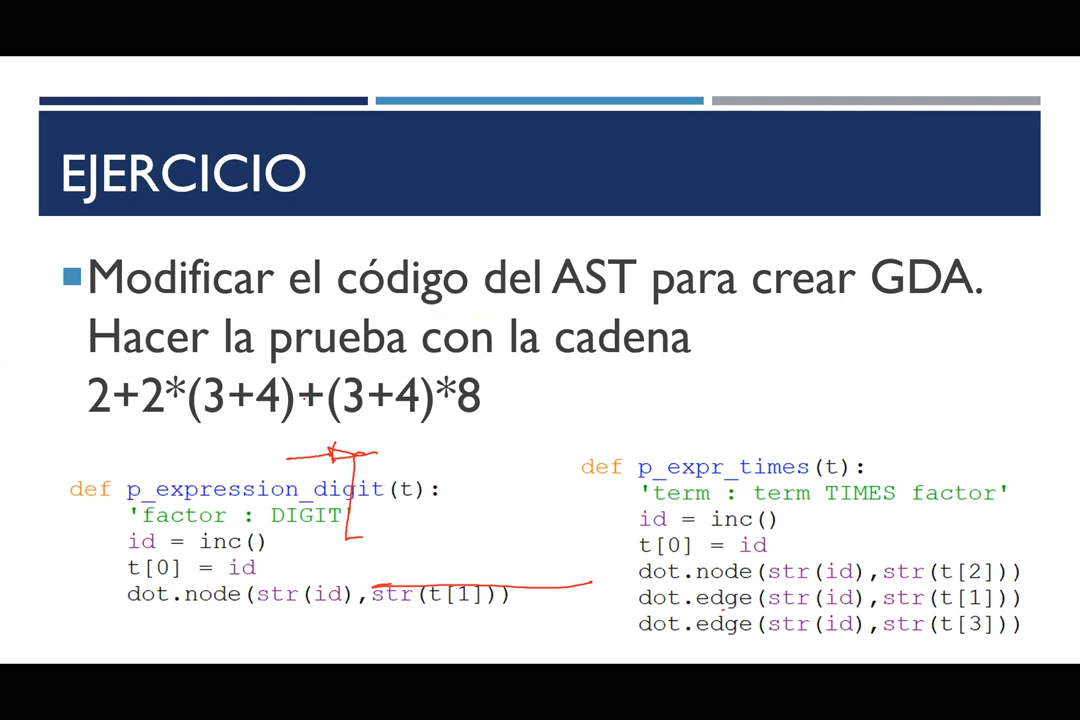 EJERCICIO
Modificar el código del AST para crear GDA.
Hacer la prueba con la cadena
2+2*(3+4)+(3+4)*8
def p_expression_digit(t):
'factor : DIGIT'
id = inc()
t[0] = id
dot.node(str(id),str(t[1]))
def p_expr_times(t):
'term : term TIMES factor'
id = inc()
t[0] = id
dot.node(str(id),str(t[2]))
dot.edge(str(id),str(t[1]))
dot.edge(str(id),str(t[3]))